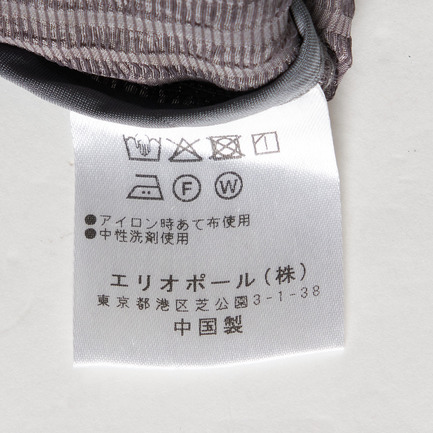 F W
●アイロン時あて布使用
●中性洗剤使用
エリオポール(株)
東京都港区芝公園3-1-38
中国製